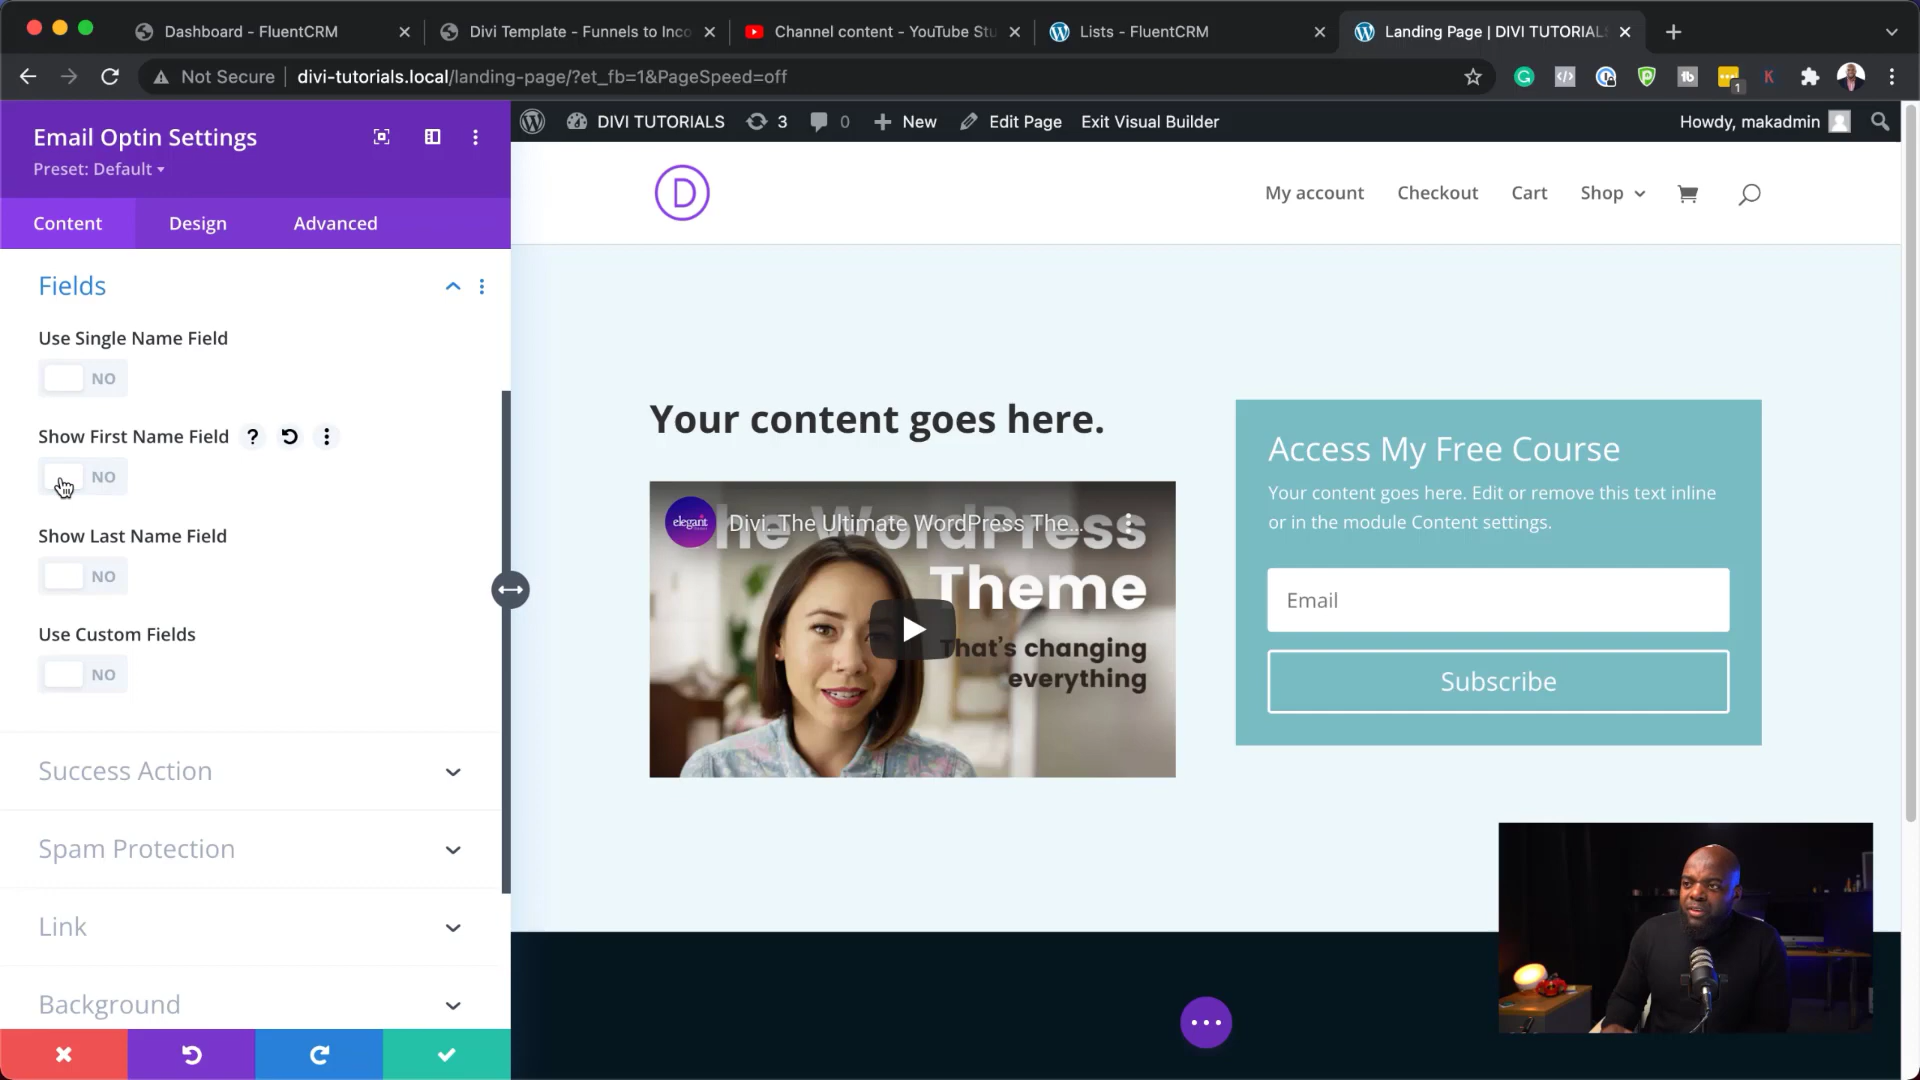 Dashboard - FluentCRM
Divi Template - Funnels to Inco
Channel content - YouTube Stu
Lists - FluentCRM
Landing Page | DIVI TUTORIALS
Not Secure
divi-tutorials.local/landing-page/?et_fb=1&PageSpeed=off
1
Email Optin Settings
Preset: Default
Content
Design
Advanced
DIVI TUTORIALS
3
0
New
Edit Page
Exit Visual Builder
Howdy, makadmin
D
My account
Checkout
Cart
Shop
Fields
Use Single Name Field
NO
Show First Name Field
?
NO
Show Last Name Field
NO
Use Custom Fields
NO
Success Action
Spam Protection
Link
Background
Your content goes here.
elegant
Divi. The Ultimate WordPress The...
The WordPress
Theme
That's changing
everything
Access My Free Course
Your content goes here. Edit or remove this text inline
or in the module Content settings.
Email
Subscribe